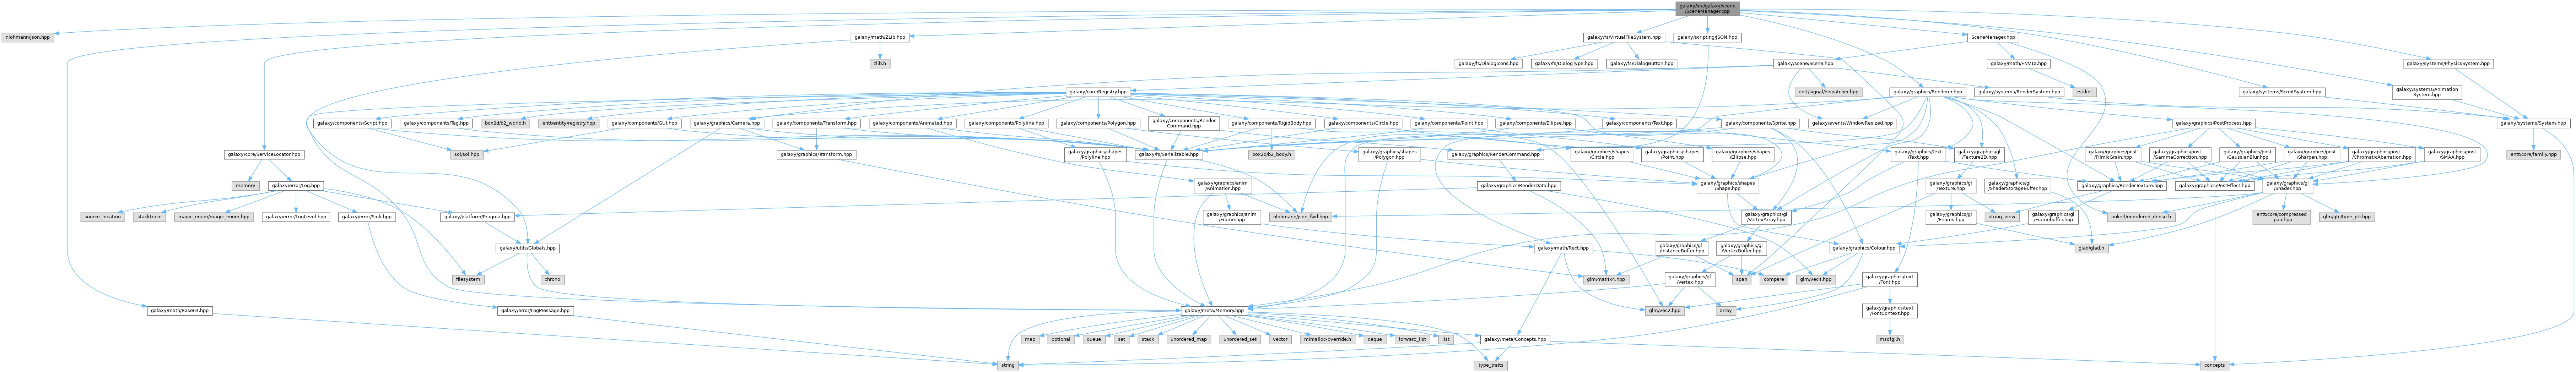 galaxy/src/galaxy/scene
/SceneManager.cpp
nlohmann/json.hpp
galaxy/math/ZLib.hpp
galaxy/fs/VirtualFileSystem.hpp
galaxy/scripting/JSON.hpp
SceneManager.hpp
zlib.h
galaxy/fs/DialogIcons.hpp
galaxy/fs/DialogType.hpp
galaxy/fs/DialogButton.hpp
galaxy/scene/Scene.hpp
galaxy/math/FNV1a.hpp
galaxy/systems/PhysicsSystem.hpp
galaxy/core/Registry.hpp
entt/signal/dispatcher.hpp
galaxy/graphics/Renderer.hpp
galaxy/systems/RenderSystem.hpp
cstdint
galaxy/systems/ScriptSystem.hpp
galaxy/systems/Animation
System.hpp
galaxy/components/Script.hpp
galaxy/components/Tag.hpp
box2d/b2_world.h
entt/entity/registry.hpp
galaxy/components/GUI.hpp
galaxy/graphics/Camera.hpp
galaxy/components/Transform.hpp
galaxy/components/Animated.hpp
galaxy/components/Polyline.hpp
galaxy/components/Polygon.hpp
galaxy/components/Render
Command.hpp
galaxy/components/RigidBody.hpp
galaxy/components/Circle.hpp
galaxy/components/Point.hpp
galaxy/components/Ellipse.hpp
galaxy/components/Text.hpp
galaxy/components/Sprite.hpp
galaxy/events/WindowResized.hpp
galaxy/graphics/PostProcess.hpp
galaxy/systems/System.hpp
galaxy/core/ServiceLocator.hpp
sol/sol.hpp
galaxy/graphics/Transform.hpp
galaxy/graphics/shapes
/Polyline.hpp
galaxy/fs/Serializable.hpp
box2d/b2_body.h
galaxy/graphics/shapes
/Polygon.hpp
galaxy/graphics/RenderCommand.hpp
galaxy/graphics/shapes
/Circle.hpp
galaxy/graphics/shapes
/Point.hpp
galaxy/graphics/shapes
/Ellipse.hpp
galaxy/graphics/text
/Text.hpp
galaxy/graphics/gl
/Texture2D.hpp
galaxy/graphics/post
/FilmicGrain.hpp
galaxy/graphics/post
/GammaCorrection.hpp
galaxy/graphics/post
/GaussianBlur.hpp
galaxy/graphics/post
/Sharpen.hpp
galaxy/graphics/post
/ChromaticAberration.hpp
galaxy/graphics/post
/SMAA.hpp
entt/core/family.hpp
memory
galaxy/error/Log.hpp
galaxy/graphics/anim
/Animation.hpp
galaxy/graphics/RenderData.hpp
galaxy/graphics/shapes
/Shape.hpp
galaxy/graphics/gl
/Texture.hpp
galaxy/graphics/gl
/ShaderStorageBuffer.hpp
galaxy/graphics/RenderTexture.hpp
galaxy/graphics/PostEffect.hpp
galaxy/graphics/gl
/Shader.hpp
source_location
stacktrace
magic_enum/magic_enum.hpp
galaxy/error/LogLevel.hpp
galaxy/error/Sink.hpp
galaxy/platform/Pragma.hpp
galaxy/graphics/anim
/Frame.hpp
nlohmann/json_fwd.hpp
galaxy/graphics/gl
/VertexArray.hpp
galaxy/graphics/gl
/Enums.hpp
string_view
galaxy/graphics/gl
/Framebuffer.hpp
ankerl/unordered_dense.h
entt/core/compressed
_pair.hpp
glm/gtc/type_ptr.hpp
galaxy/utils/Globals.hpp
galaxy/math/Rect.hpp
galaxy/graphics/gl
/InstanceBuffer.hpp
galaxy/graphics/gl
/VertexBuffer.hpp
galaxy/graphics/Colour.hpp
glad/glad.h
filesystem
chrono
glm/mat4x4.hpp
galaxy/graphics/gl
/Vertex.hpp
span
compare
glm/vec4.hpp
galaxy/graphics/text
/Font.hpp
galaxy/math/Base64.hpp
galaxy/error/LogMessage.hpp
galaxy/meta/Memory.hpp
glm/vec2.hpp
array
galaxy/graphics/text
/FontContext.hpp
map
optional
queue
set
stack
unordered_map
unordered_set
vector
mimalloc-override.h
deque
forward_list
list
galaxy/meta/Concepts.hpp
msdfgl.h
string
type_traits
concepts